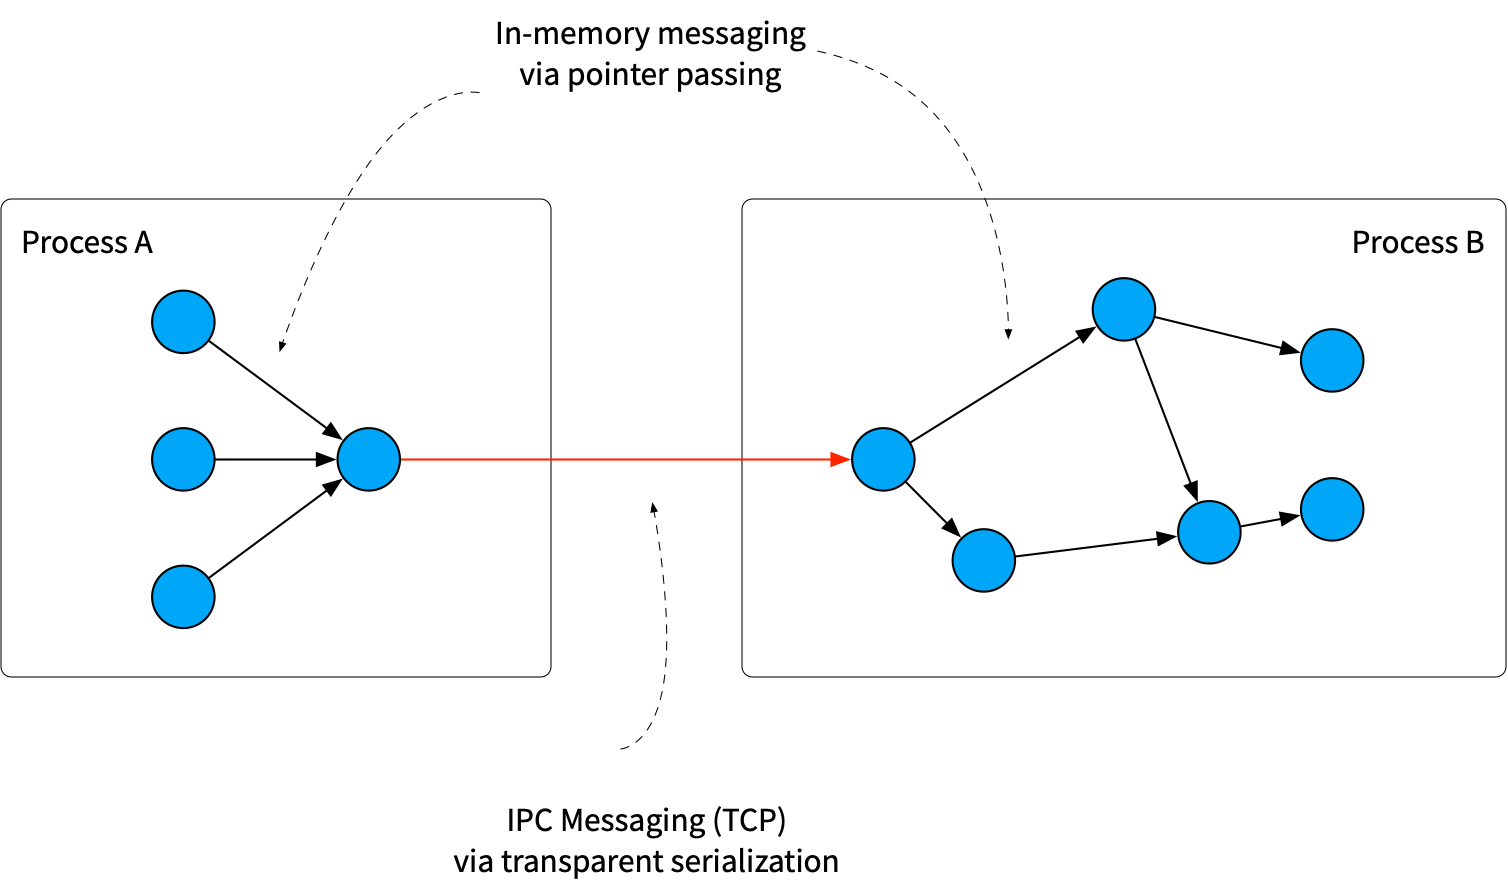 In-memory messaging
via pointer passing
Process A
Process B
IPC Messaging (TCP)
via transparent serialization